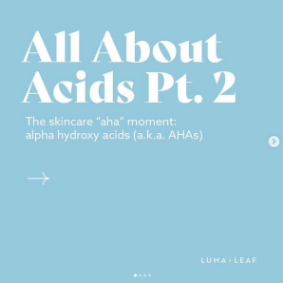 All About
Acids Pt. 2
The skincare "aha" moment:
alpha hydroxy acids (a.k.a. AHAs)
LUMA + LEAF